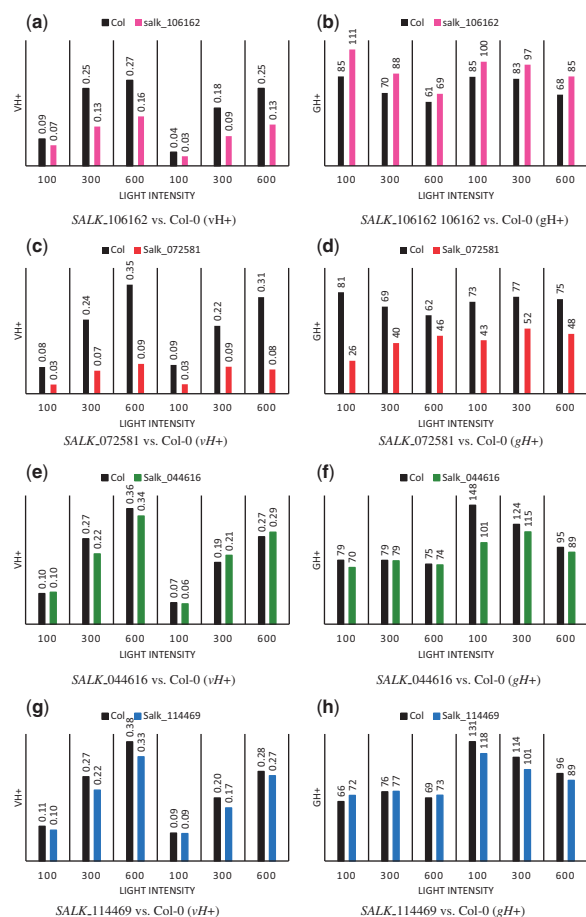 (a)
Col salk_106162
VH+
0.09 0.07 0.25 0.13 0.27 0.16 0.04 0.03 0.18 0.09 0.25 0.13
100 300 600 100 300 600
LIGHT INTENSITY
SALK_106162 vs. Col-0 (vH+)
(b)
Col salk_106162
GH+
85 111 70 88 61 69 85 100 83 97 68 85
100 300 600 100 300 600
LIGHT INTENSITY
SALK_106162 106162 vs. Col-0 (gH+)
(c)
Col Salk_072581
VH+
0.08 0.03 0.24 0.07 0.35 0.09 0.09 0.03 0.22 0.09 0.31 0.08
100 300 600 100 300 600
LIGHT INTENSITY
SALK_072581 vs. Col-0 (vH+)
(d)
Col Salk_072581
GH+
81 26 69 40 62 46 73 43 77 52 75 48
100 300 600 100 300 600
LIGHT INTENSITY
SALK_072581 vs. Col-0 (gH+)
(e)
Col Salk_044616
VH+
0.10 0.10 0.27 0.22 0.36 0.34 0.07 0.06 0.19 0.21 0.27 0.29
100 300 600 100 300 600
SALK_044616 vs. Col-0 (vH+)
(f)
Col Salk_044616
GH+
79 70 79 79 75 74 148 101 124 115 95 89
100 300 600 100 300 600
SALK_044616 vs. Col-0 (gH+)
(g)
Col Salk_114469
VH+
0.11 0.10 0.27 0.22 0.38 0.33 0.09 0.09 0.20 0.17 0.28 0.27
100 300 600 100 300 600
LIGHT INTENSITY
SALK_114469 vs. Col-0 (vH+)
(h)
Col Salk_114469
GH+
66 72 76 77 69 73 131 118 114 101 96 89
100 300 600 100 300 600
LIGHT INTENSITY
SALK_114469 vs. Col-0 (gH+)